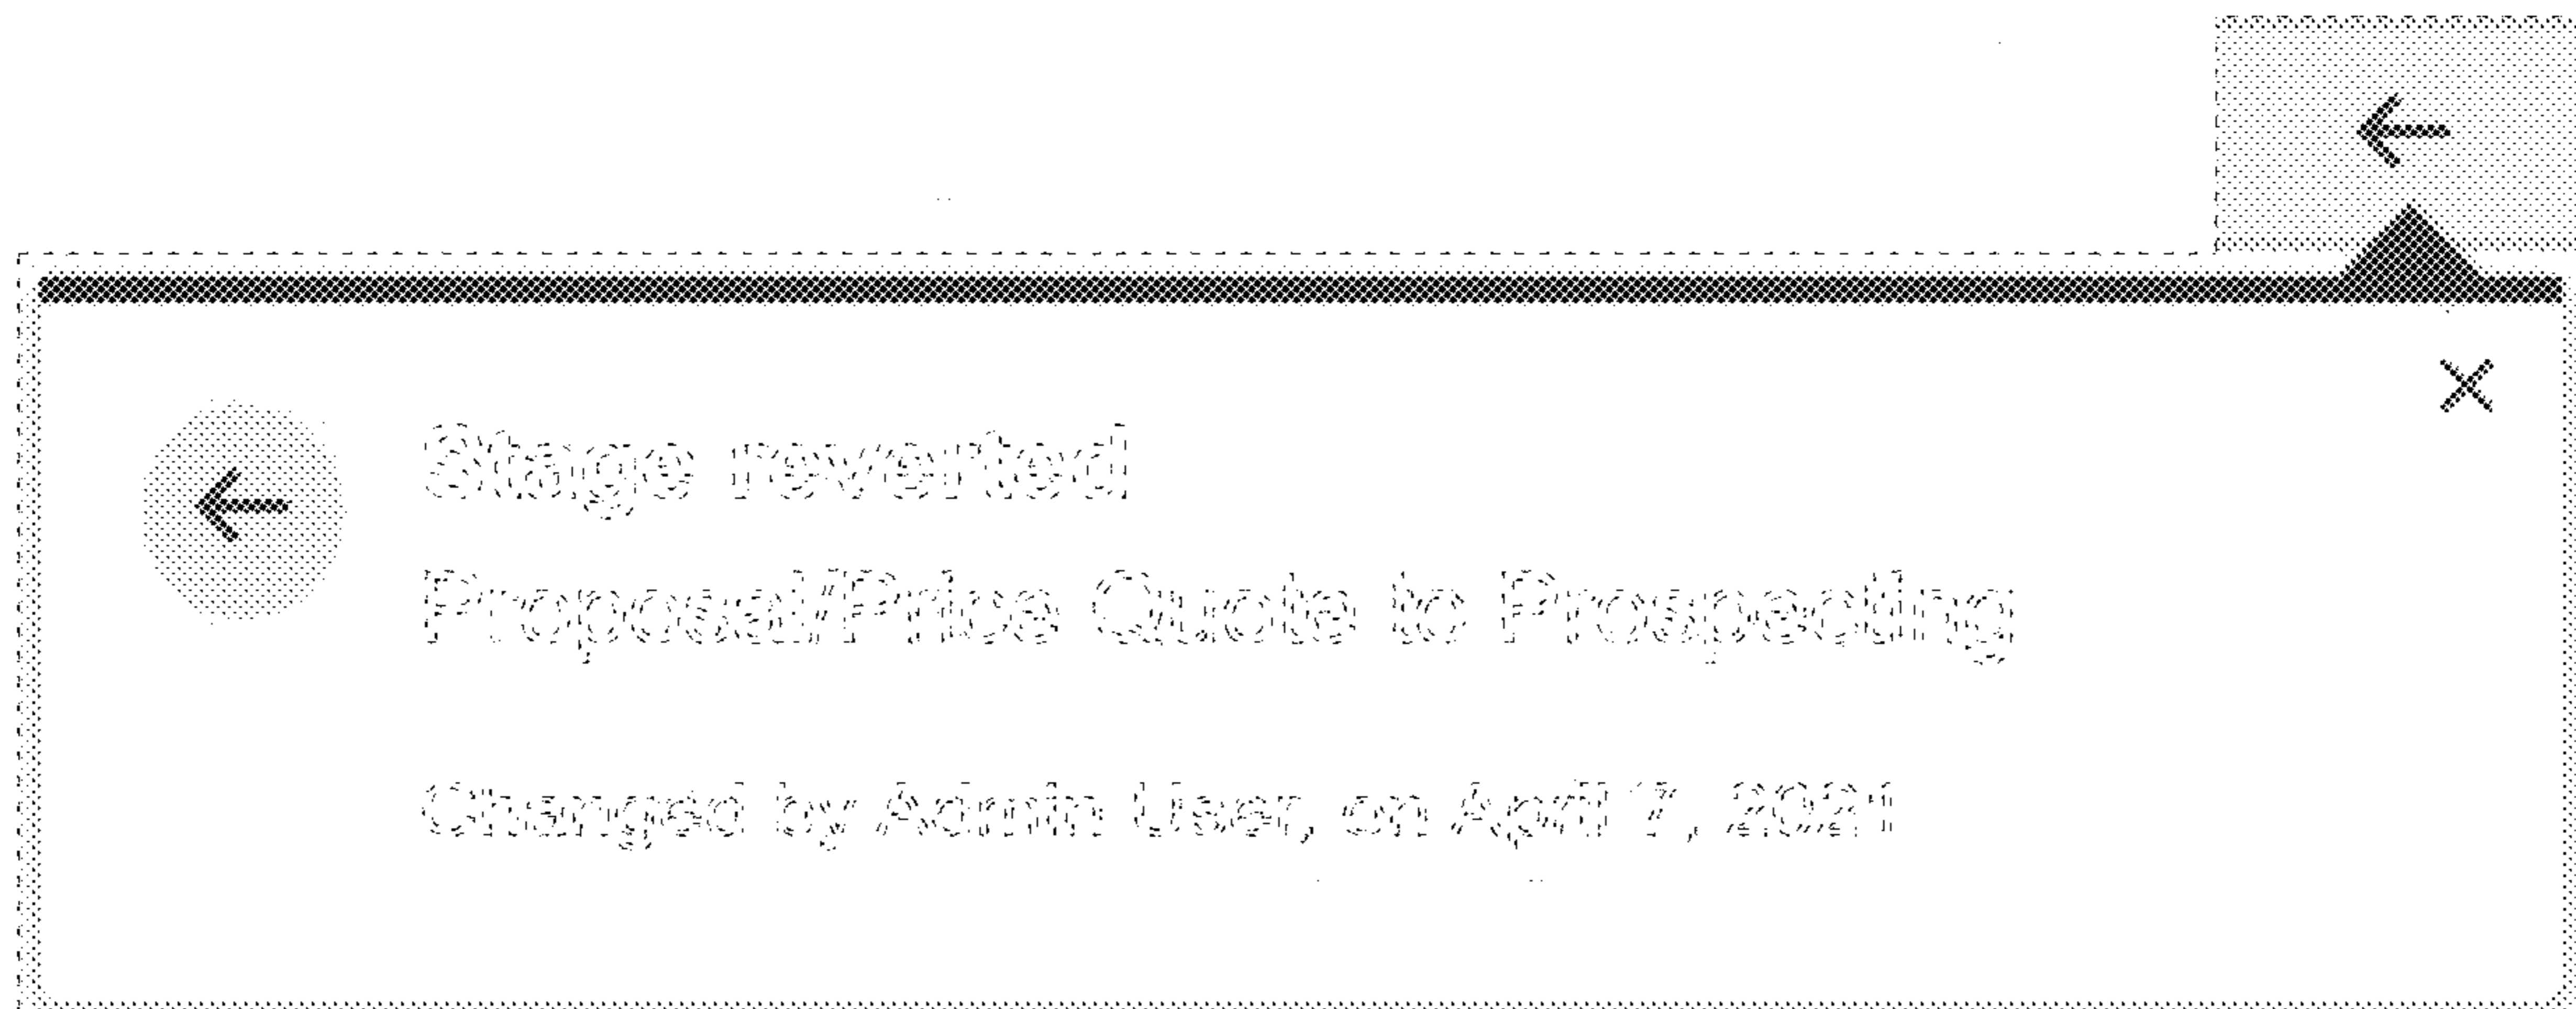 Stage reverted
Proposal/Price Quote to Prospecting
Changed by Admin User, on April 7, 2021